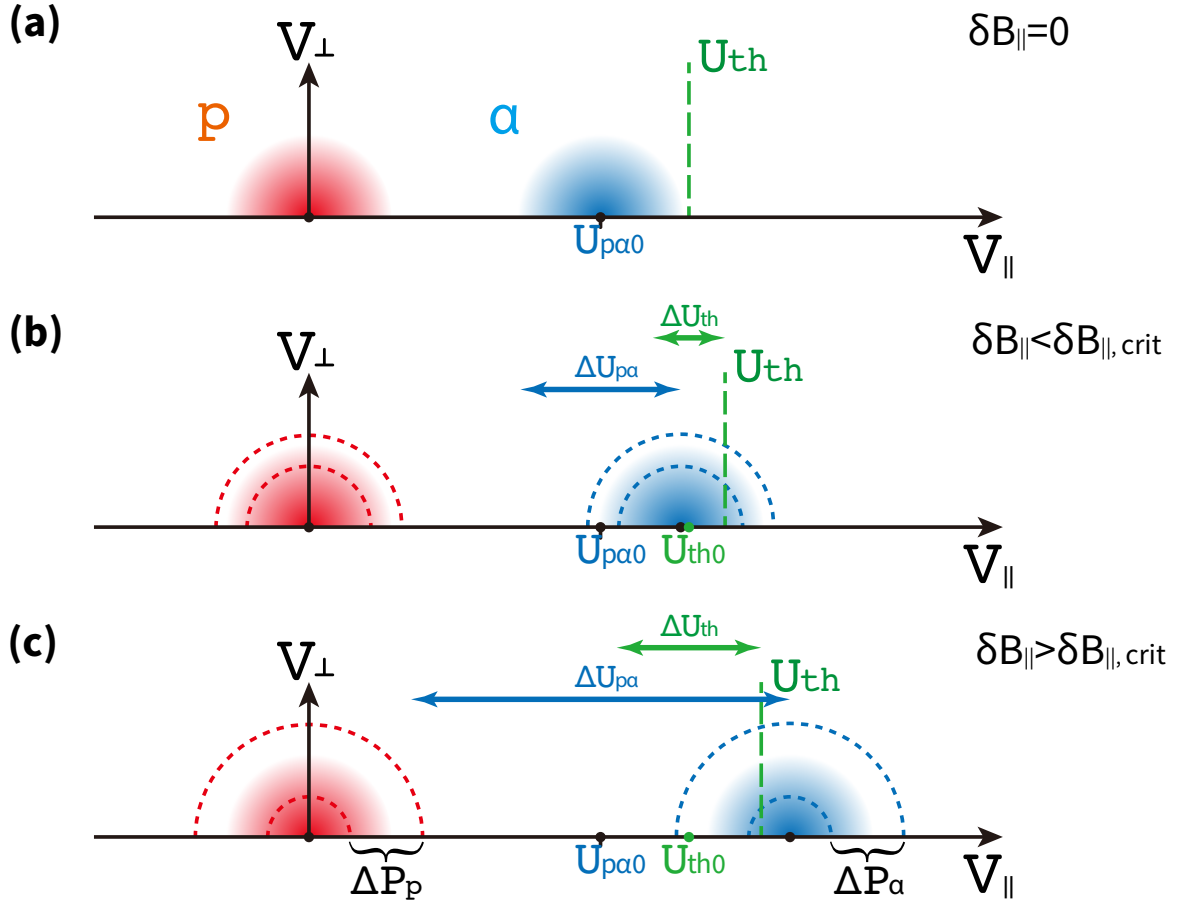 (a)
V⊥
Uth
δB||=0
p
α
Upα0
V||
(b)
ΔUth
δB||<δB||, crit
V⊥
ΔUpα
Uth
Upα0
Uth0
V||
(c)
ΔUth
δB||>δB||, crit
V⊥
ΔUpα
Uth
Upα0
Uth0
V||
ΔPp
ΔPα